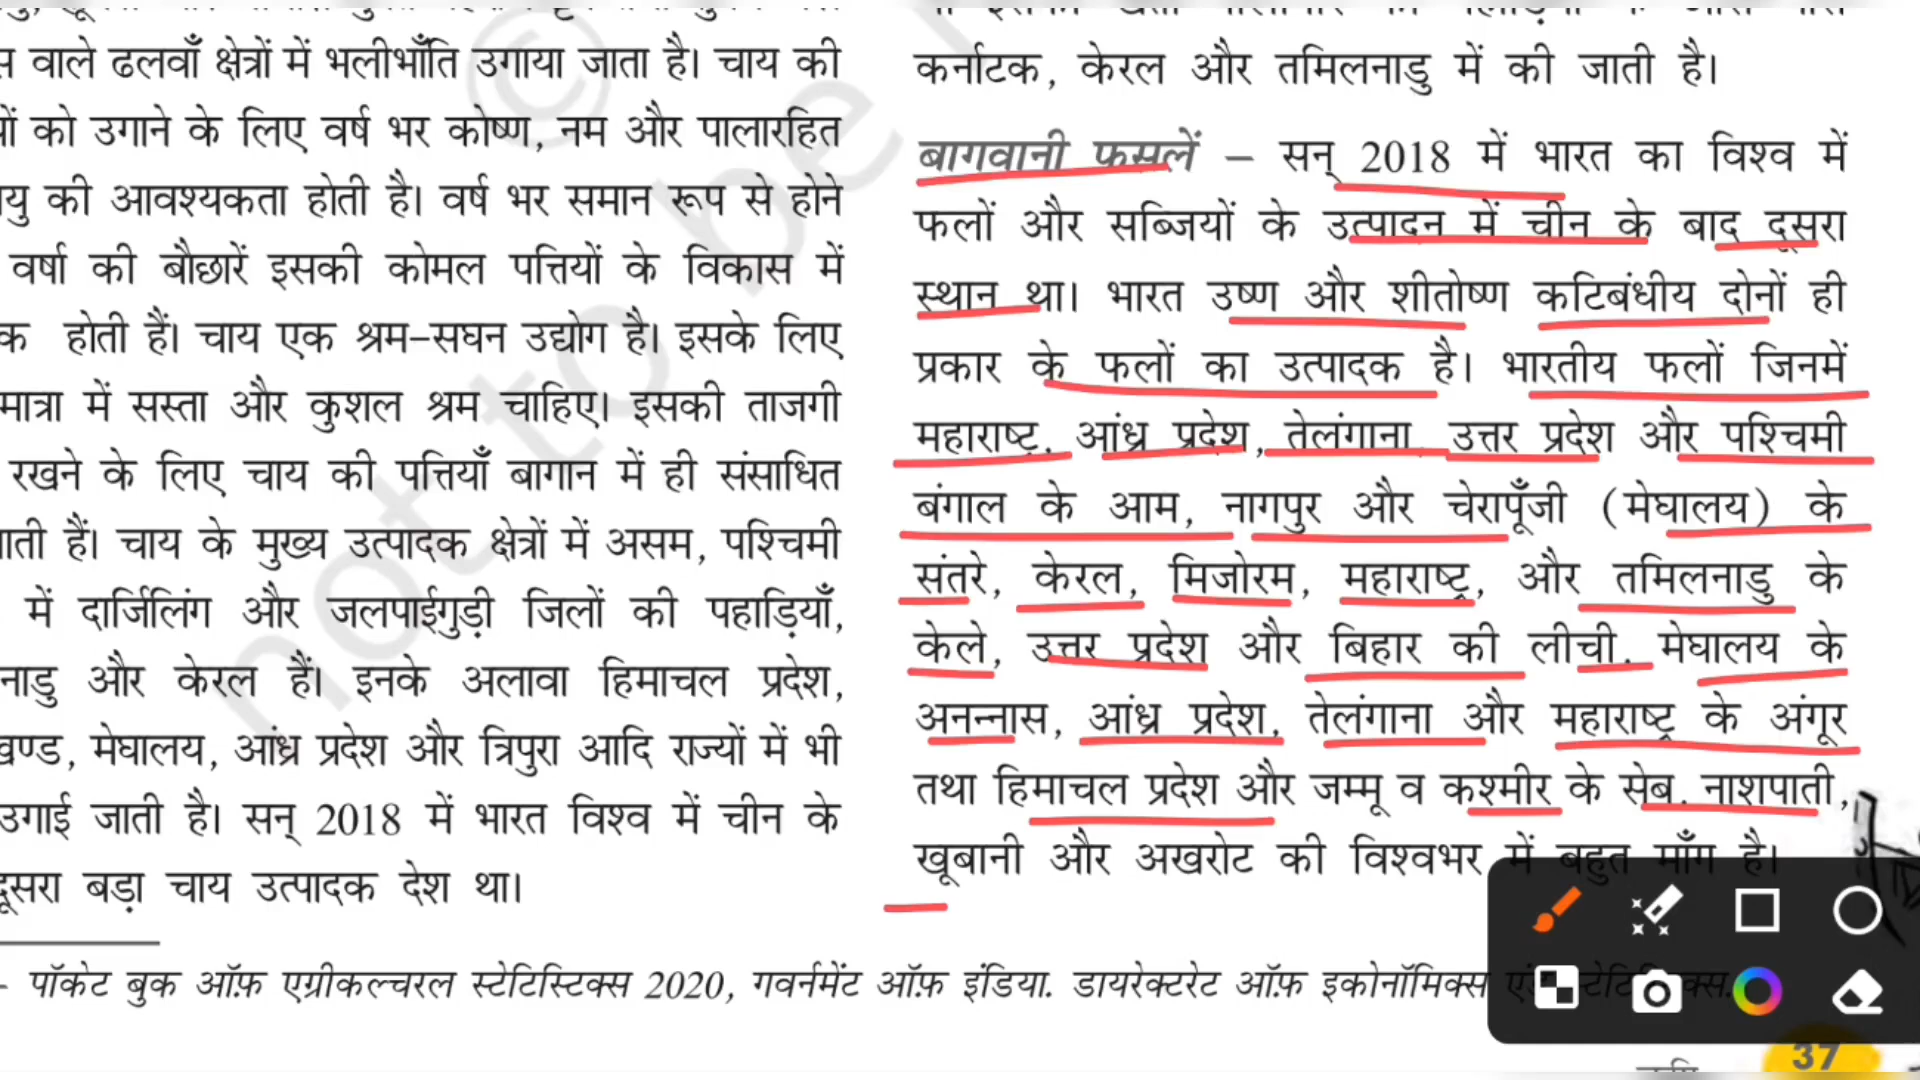 वाले ढलवाँ क्षेत्रों में भलीभाँति उगाया जाता है। चाय की
को उगाने के लिए वर्ष भर कोष्ण, नम और पालारहित
की आवश्यकता होती है। वर्ष भर समान रूप से होने
वर्षा की बौछारें इसकी कोमल पत्तियों के विकास में
होती हैं। चाय एक श्रम-सघन उद्योग है। इसके लिए
मात्रा में सस्ता और कुशल श्रम चाहिए। इसकी ताजगी
रखने के लिए चाय की पत्तियाँ बागान में ही संसाधित
हैं। चाय के मुख्य उत्पादक क्षेत्रों में असम, पश्चिमी
में दार्जिलिंग और जलपाईगुड़ी जिलों की पहाड़ियाँ,
और केरल हैं। इनके अलावा हिमाचल प्रदेश,
मेघालय, आंध्र प्रदेश और त्रिपुरा आदि राज्यों में भी
उगाई जाती है। सन् 2018 में भारत विश्व में चीन के
दूसरा बड़ा चाय उत्पादक देश था।
कर्नाटक, केरल और तमिलनाडु में की जाती है।
बागवानी फसलें – सन् 2018 में भारत का विश्व में
फलों और सब्जियों के उत्पादन में चीन के बाद दूसरा
स्थान था। भारत उष्ण और शीतोष्ण कटिबंधीय दोनों ही
प्रकार के फलों का उत्पादक है। भारतीय फलों जिनमें
महाराष्ट्र, आंध्र प्रदेश, तेलंगाना, उत्तर प्रदेश और पश्चिमी
बंगाल के आम, नागपुर और चेरापूँजी (मेघालय) के
संतरे, केरल, मिजोरम, महाराष्ट्र, और तमिलनाडु के
केले, उत्तर प्रदेश और बिहार की लीची, मेघालय के
अनन्नास, आंध्र प्रदेश, तेलंगाना और महाराष्ट्र के अंगूर
तथा हिमाचल प्रदेश और जम्मू व कश्मीर के सेब, नाशपाती,
खूबानी और अखरोट की विश्वभर में बहुत माँग है।
- पॉकेट बुक ऑफ़ एग्रीकल्चरल स्टेटिस्टिक्स 2020, गवर्नमेंट ऑफ़ इंडिया. डायरेक्टरेट ऑफ़ इकोनॉमिक्स
37
© not to be